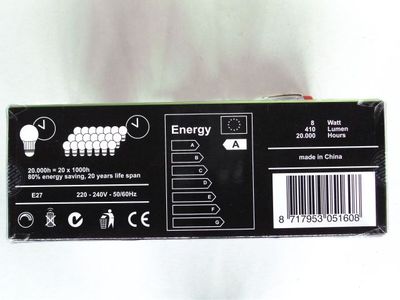 20.000h = 20 x 1000h
80% energy saving, 20 years life span
E27 220 - 240V - 50/60Hz
CE
Energy
A
A
B
C
D
E
F
G
8 Watt
410 Lumen
20.000 Hours
made in China
8 717953 051608